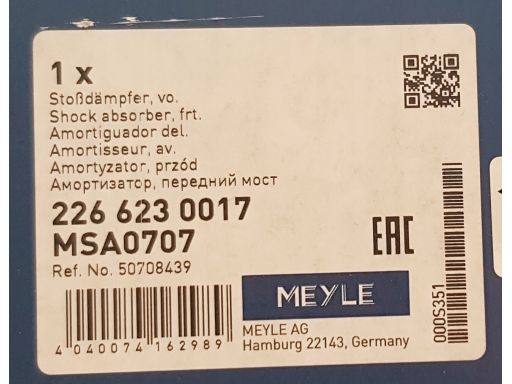 1 x
Stoßdämpfer, vo.
Shock absorber, frt.
Amortiguador del.
Amortisseur, av.
Amortyzator, przód
Амортизатор, передний мост
226 623 0017
MSA0707
EAC
Ref. No. 50708439
MEYLE
MEYLE AG
Hamburg 22143, Germany
4 040074 162989
000S351